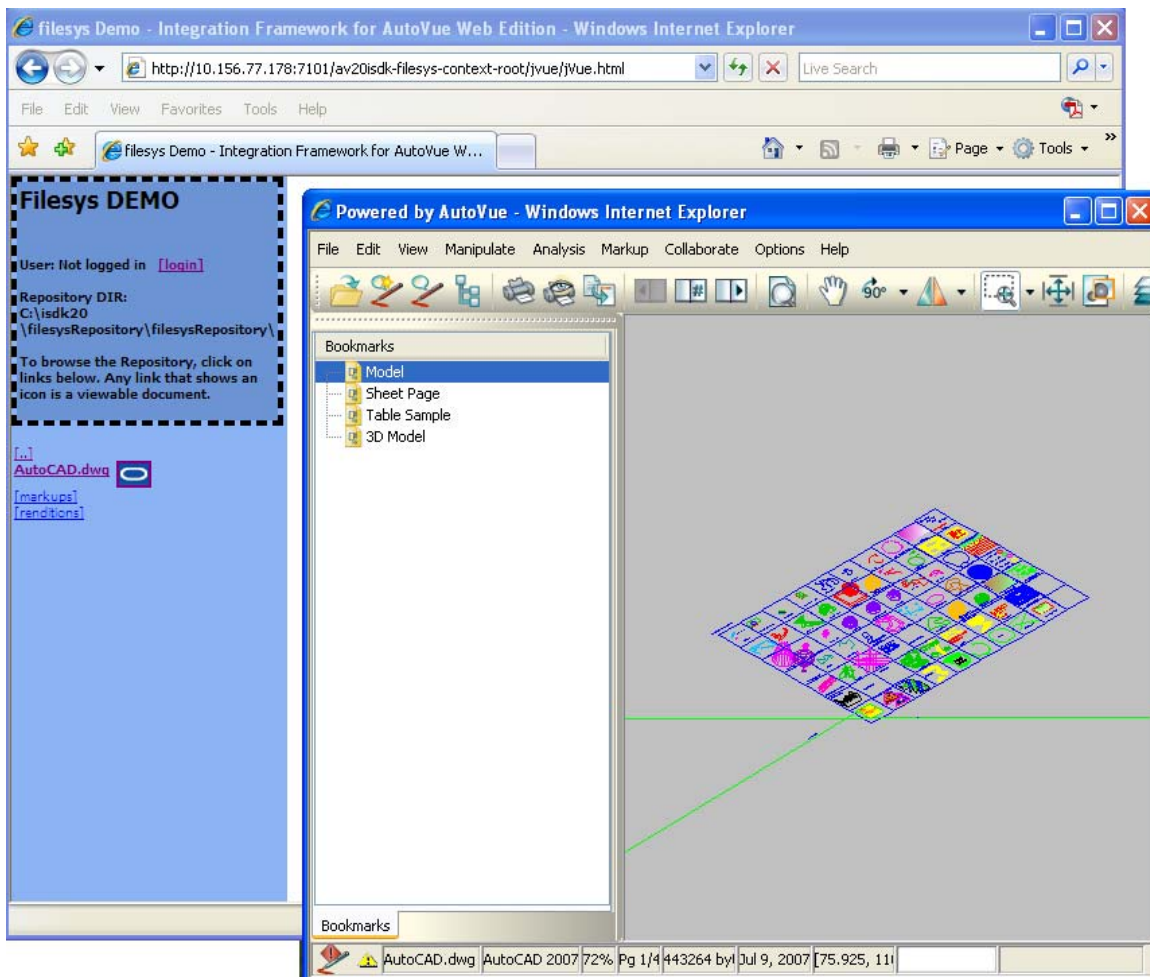 filesys Demo - Integration Framework for AutoVue Web Edition - Windows Internet Explorer
http://10.156.77.178:7101/av20isdk-filesys-context-root/jvue/jVue.html
Live Search
File Edit View Favorites Tools Help
filesys Demo - Integration Framework for AutoVue W...
Page Tools »
Filesys DEMO
User: Not logged in [login]
Repository DIR:
C:\isdk20
\filesysRepository\filesysRepository\
To browse the Repository, click on
links below. Any link that shows an
icon is a viewable document.
[..]
AutoCAD.dwg
[markups]
[renditions]
Powered by AutoVue - Windows Internet Explorer
File Edit View Manipulate Analysis Markup Collaborate Options Help
# 90°
Bookmarks
Model
Sheet Page
Table Sample
3D Model
Bookmarks
AutoCAD.dwg AutoCAD 2007 72% Pg 1/4 443264 by Jul 9, 2007 [75.925, 11